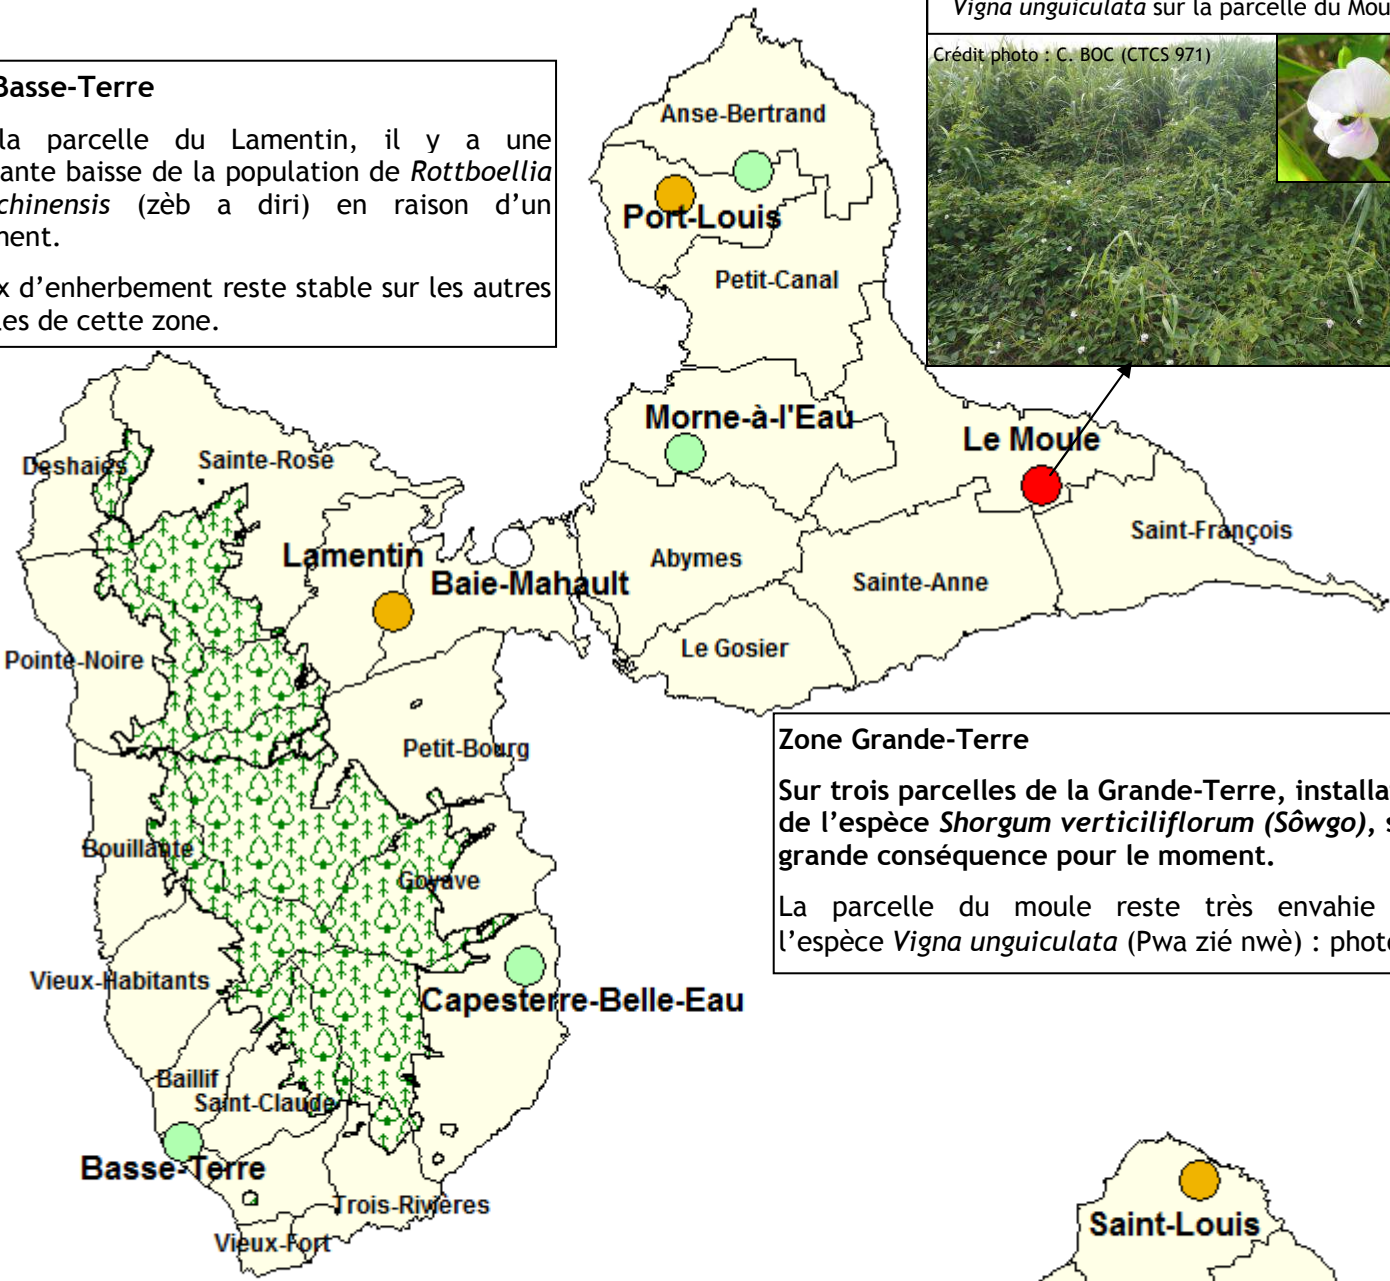 Vigna unguiculata sur la parcelle du Mou
Crédit photo : C. BOC (CTCS 971)
Basse-Terre
la parcelle du Lamentin, il y a une
ante baisse de la population de Rottboellia
chinensis (zèb a diri) en raison d'un
ment.
x d'enherbement reste stable sur les autres
les de cette zone.
Anse-Bertrand
Port-Louis
Petit-Canal
Morne-à-l'Eau
Le Moule
Deshaies
Sainte-Rose
Saint-François
Lamentin
Abymes
Baie-Mahault
Sainte-Anne
Le Gosier
Pointe-Noire
Petit-Bourg
Zone Grande-Terre
Sur trois parcelles de la Grande-Terre, installa
de l'espèce Shorgum verticiliflorum (Sôwgo), s
grande conséquence pour le moment.
La parcelle du moule reste très envahie
l'espèce Vigna unguiculata (Pwa zié nwè) : phot
Bouillante
Goyave
Vieux-Habitants
Capesterre-Belle-Eau
Baillif
Saint-Claude
Basse-Terre
Trois-Rivières
Vieux-Fort
Saint-Louis